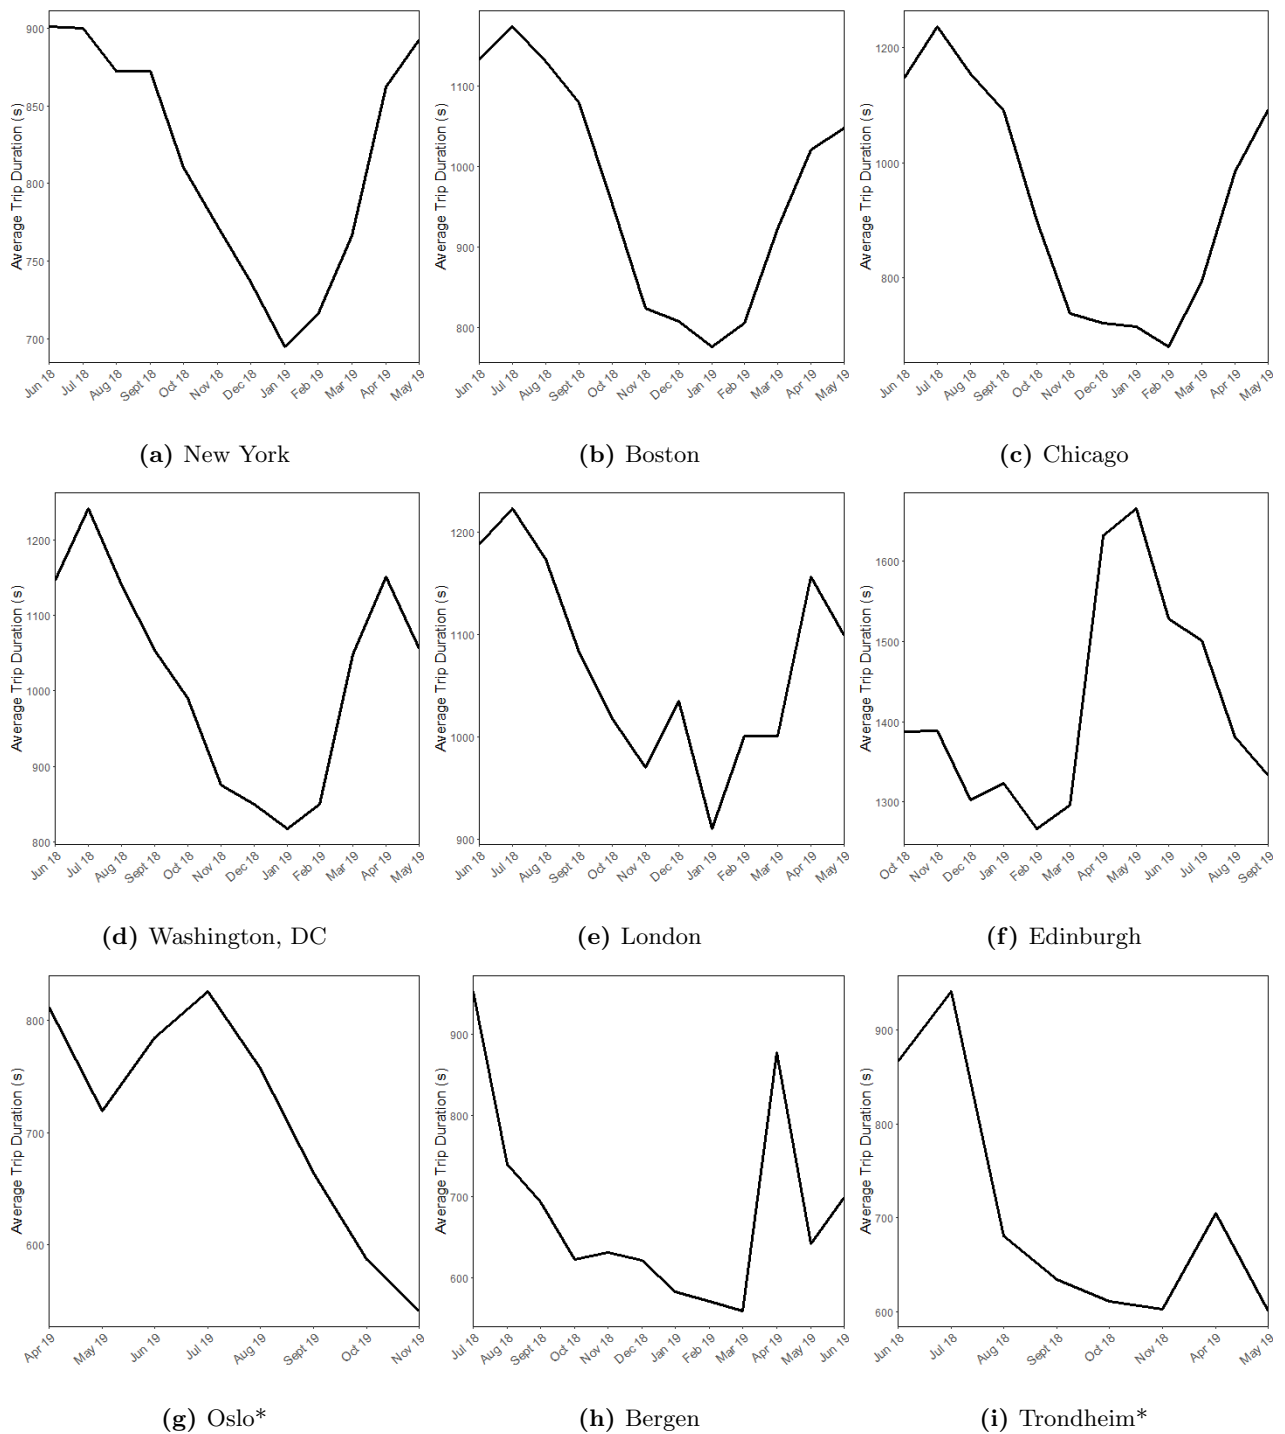 Average Trip Duration (s)
900
850
800
750
700
Jun 18
Jul 18
Aug 18
Sept 18
Oct 18
Nov 18
Dec 18
Jan 19
Feb 19
Mar 19
Apr 19
May 19
(a) New York
Average Trip Duration (s)
1100
1000
900
800
Jun 18
Jul 18
Aug 18
Sept 18
Oct 18
Nov 18
Dec 18
Jan 19
Feb 19
Mar 19
Apr 19
May 19
(b) Boston
Average Trip Duration (s)
1200
1000
800
Jun 18
Jul 18
Aug 18
Sept 18
Oct 18
Nov 18
Dec 18
Jan 19
Feb 19
Mar 19
Apr 19
May 19
(c) Chicago
Average Trip Duration (s)
1200
1100
1000
900
800
Jun 18
Jul 18
Aug 18
Sept 18
Oct 18
Nov 18
Dec 18
Jan 19
Feb 19
Mar 19
Apr 19
May 19
(d) Washington, DC
Average Trip Duration (s)
1200
1100
1000
900
Jun 18
Jul 18
Aug 18
Sept 18
Oct 18
Nov 18
Dec 18
Jan 19
Feb 19
Mar 19
Apr 19
May 19
(e) London
Average Trip Duration (s)
1600
1500
1400
1300
Oct 18
Nov 18
Dec 18
Jan 19
Feb 19
Mar 19
Apr 19
May 19
Jun 19
Jul 19
Aug 19
Sept 19
(f) Edinburgh
Average Trip Duration (s)
800
700
600
Apr 19
May 19
Jun 19
Jul 19
Aug 19
Sept 19
Oct 19
Nov 19
(g) Oslo*
Average Trip Duration (s)
900
800
700
600
Jul 18
Aug 18
Sept 18
Oct 18
Nov 18
Dec 18
Jan 19
Feb 19
Mar 19
Apr 19
May 19
Jun 19
(h) Bergen
Average Trip Duration (s)
900
800
700
600
Jun 18
Jul 18
Aug 18
Sept 18
Oct 18
Nov 18
Apr 19
May 19
(i) Trondheim*